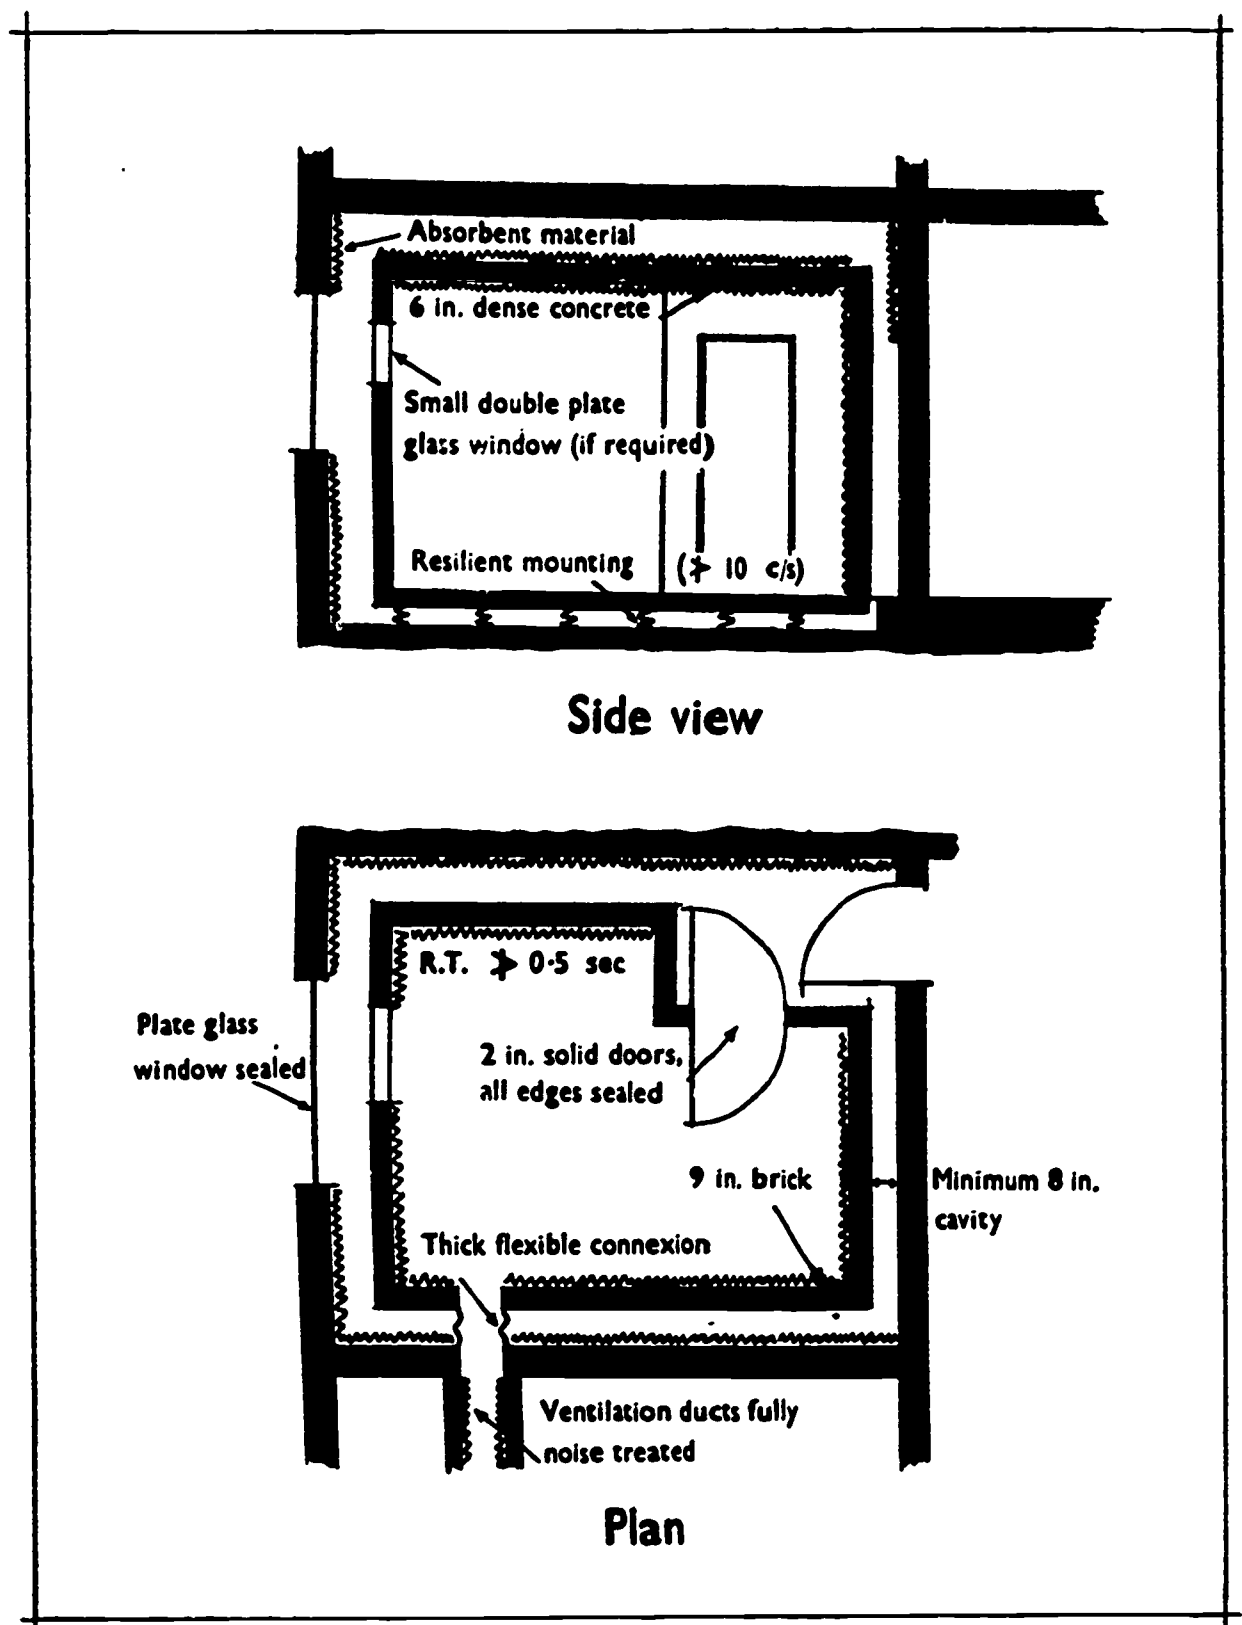 Absorbent material
6 in. dense concrete
Small double plate
glass window (if required)
Resilient mounting
(≯ 10 c/s)
Side view
R.T. ≯ 0·5 sec
Plate glass
window sealed
2 in. solid doors,
all edges sealed
9 in. brick
Minimum 8 in.
cavity
Thick flexible connexion
Ventilation ducts fully
noise treated
Plan